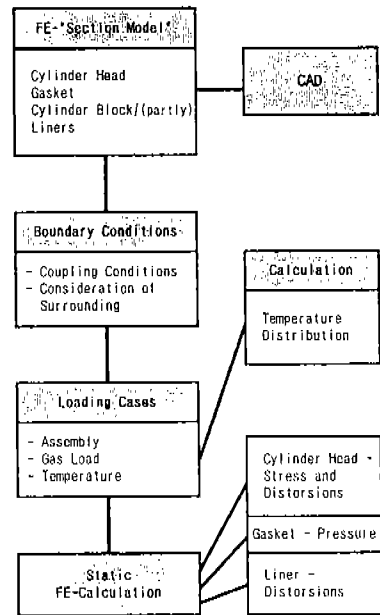 FE-"Section Model"
Cylinder Head
Gasket
Cylinder Block/(partly)
Liners
CAD
Boundary Conditions
- Coupling Conditions
- Consideration of
Surrounding
Calculation
Temperature
Distribution
Loading Cases
- Assembly
- Gas Load
- Temperature
Cylinder Head -
Stress and
Distorsions
Gasket - Pressure
Liner -
Distorsions
Static
FE-Calculation